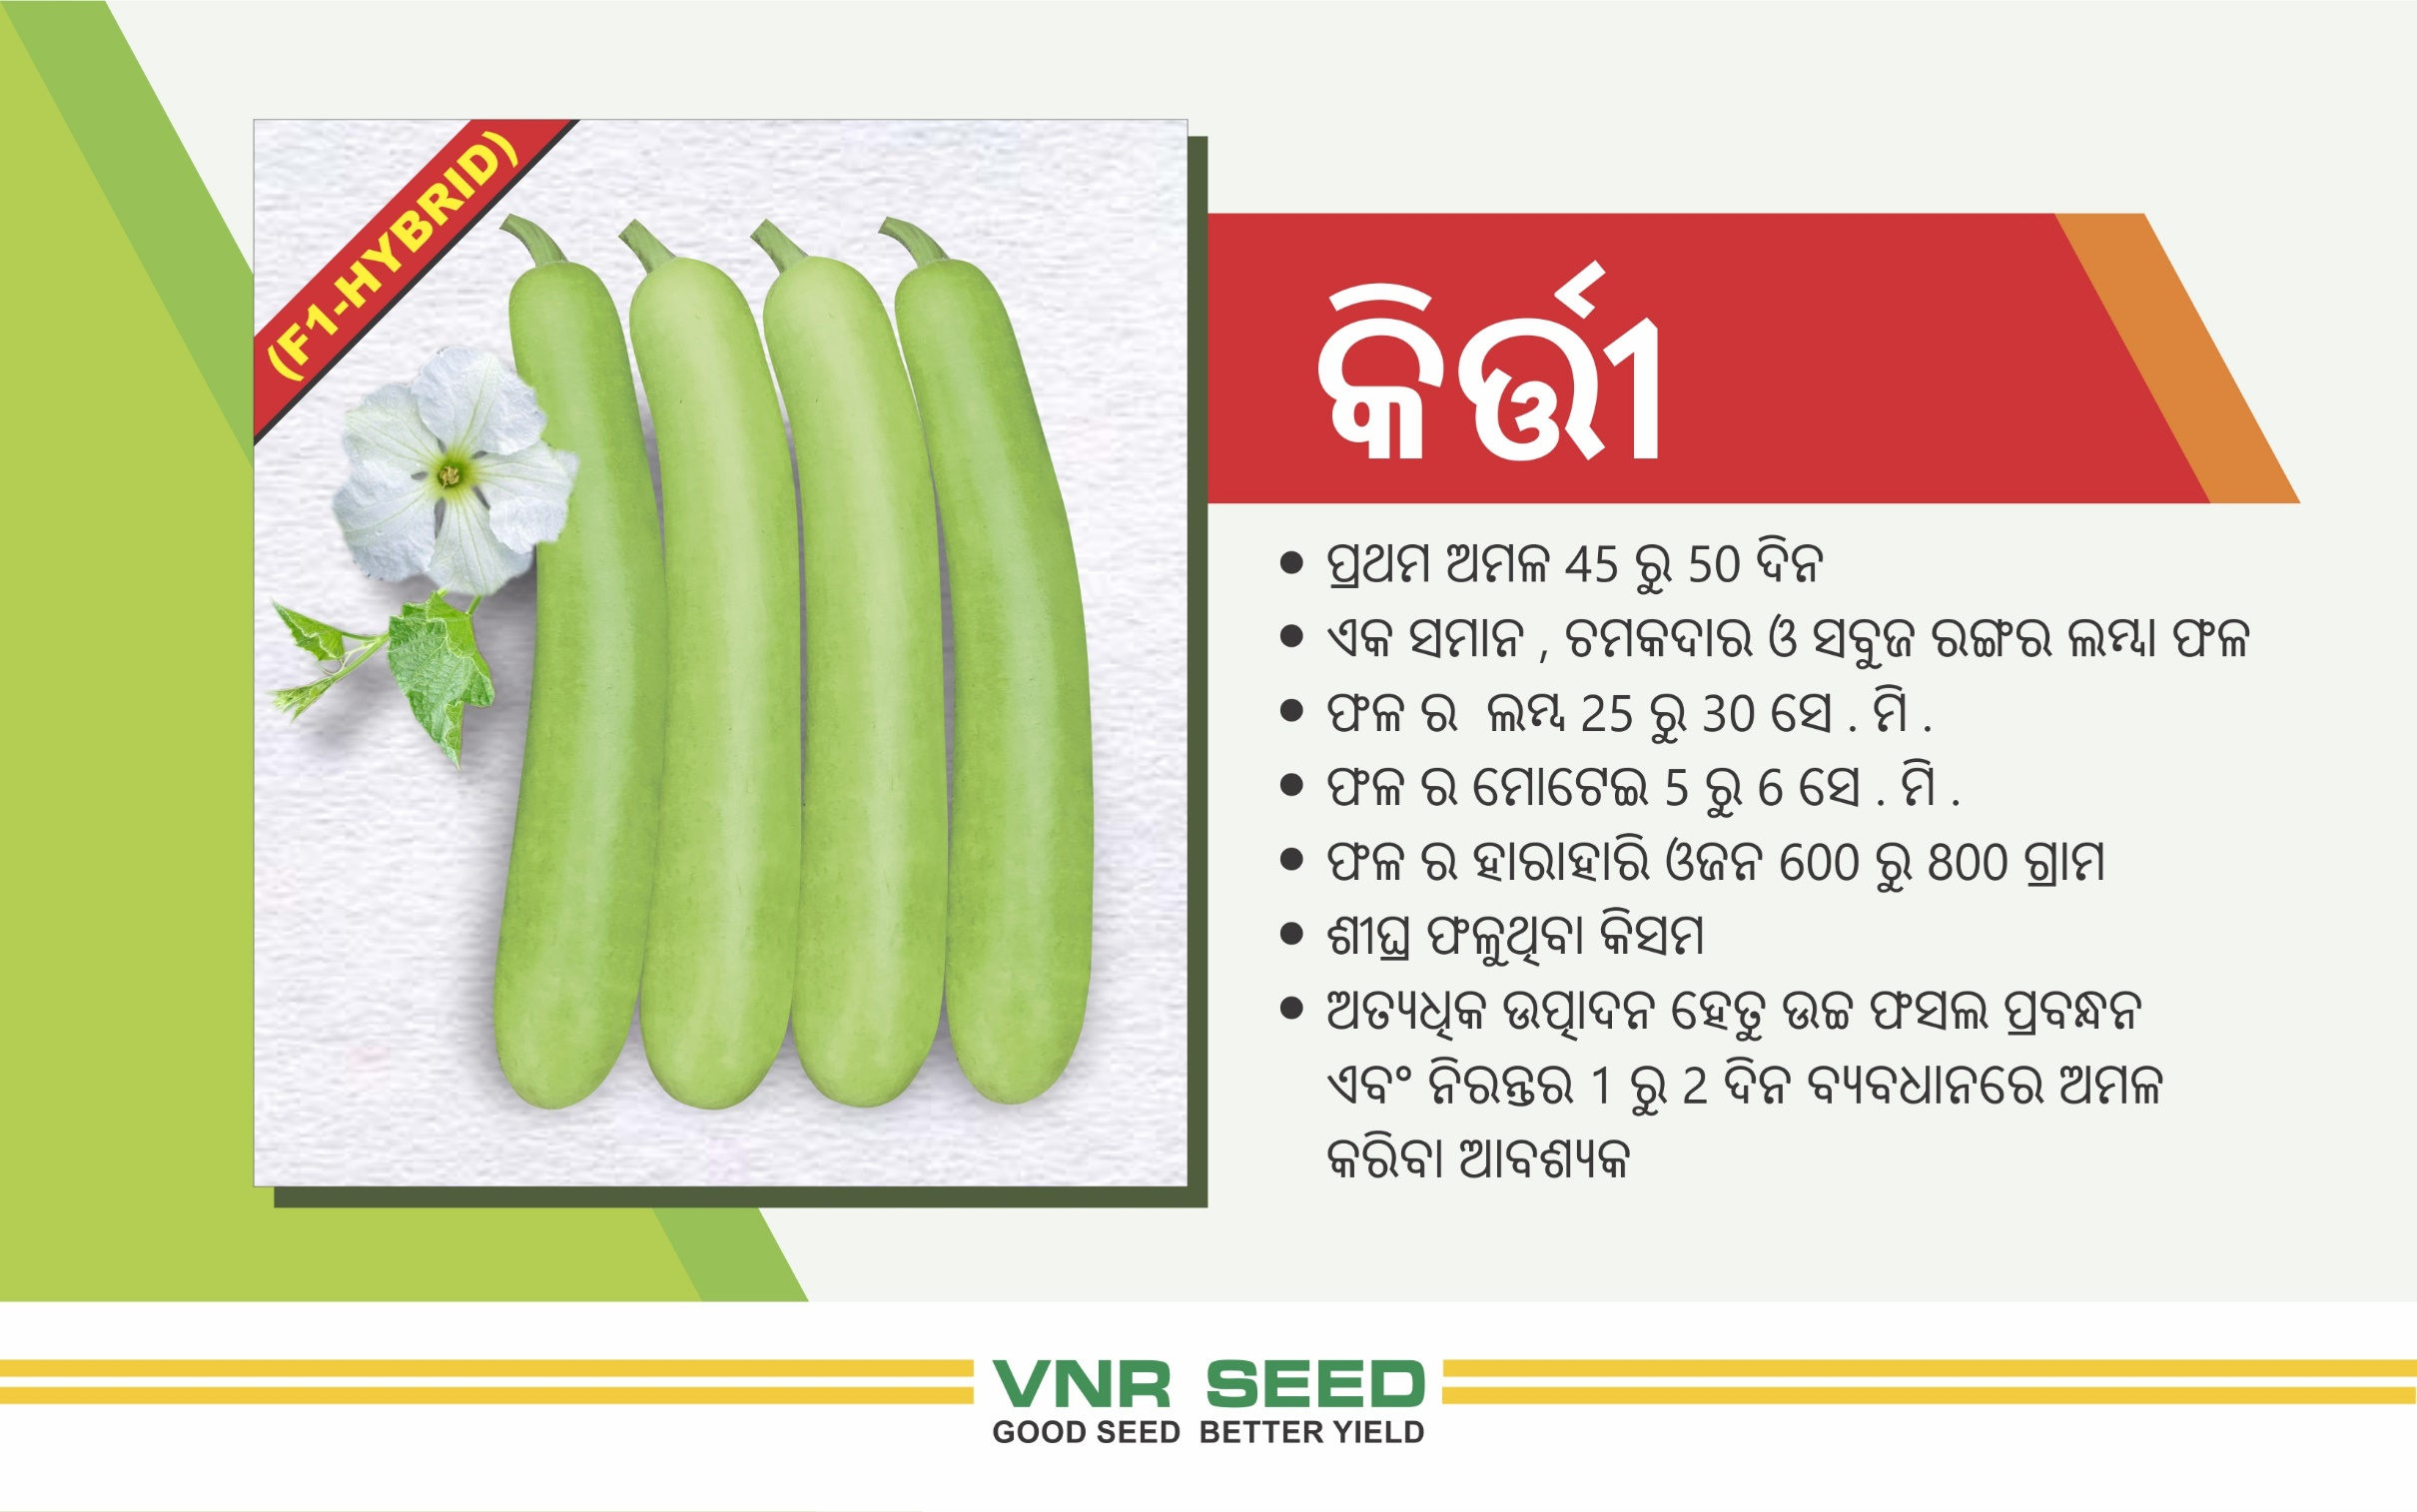 (F1-HYBRID)
କିର୍ତ୍ତୀ
• ପ୍ରଥମ ଅମଳ 45 ରୁ 50 ଦିନ
• ଏକ ସମାନ , ଚମକଦାର ଓ ସବୁଜ ରଙ୍ଗର ଲମ୍ବା ଫଳ
• ଫଳ ର ଲମ୍ବ 25 ରୁ 30 ସେ . ମି .
• ଫଳ ର ମୋଟେଇ 5 ରୁ 6 ସେ . ମି .
• ଫଳ ର ହାରାହାରି ଓଜନ 600 ରୁ 800 ଗ୍ରାମ
• ଶୀଘ୍ର ଫଳୁଥିବା କିସମ
• ଅତ୍ୟଧିକ ଉତ୍ପାଦନ ହେତୁ ଉଚ୍ଚ ଫସଲ ପ୍ରବନ୍ଧନ
ଏବଂ ନିରନ୍ତର 1 ରୁ 2 ଦିନ ବ୍ୟବଧାନରେ ଅମଳ
କରିବା ଆବଶ୍ୟକ
VNR SEED
GOOD SEED BETTER YIELD